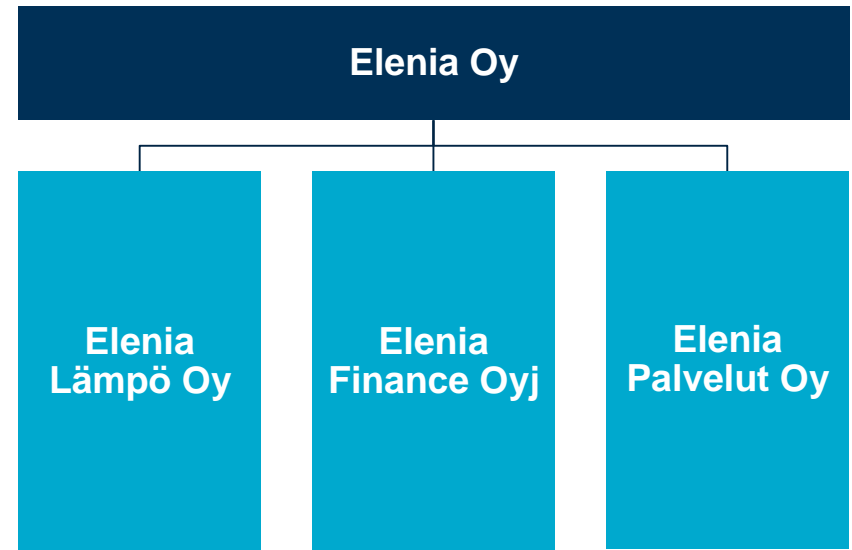 Elenia Oy
Elenia
Lämpö Oy
Elenia
Finance Oyj
Elenia
Palvelut Oy